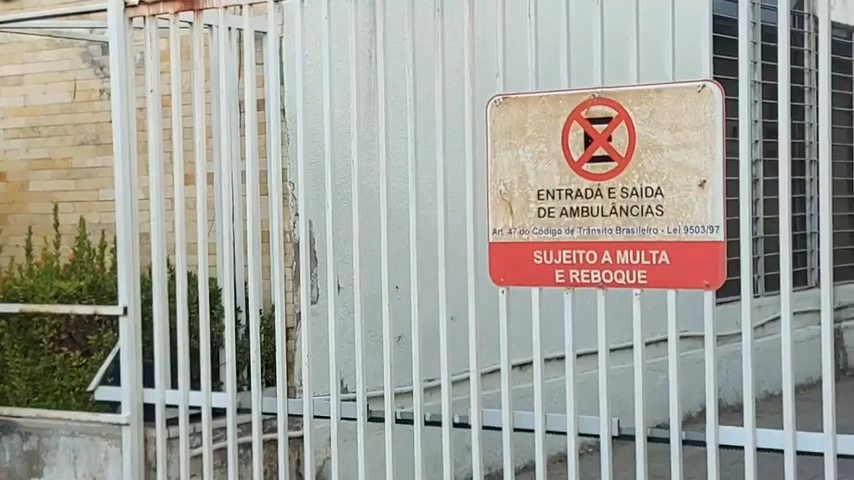 E
ENTRADA E SAÍDA
DE AMBULÂNCIAS
Art. 47 do Código de Trânsito Brasileiro - Lei 9503/97
SUJEITO A MULTA
E REBOQUE